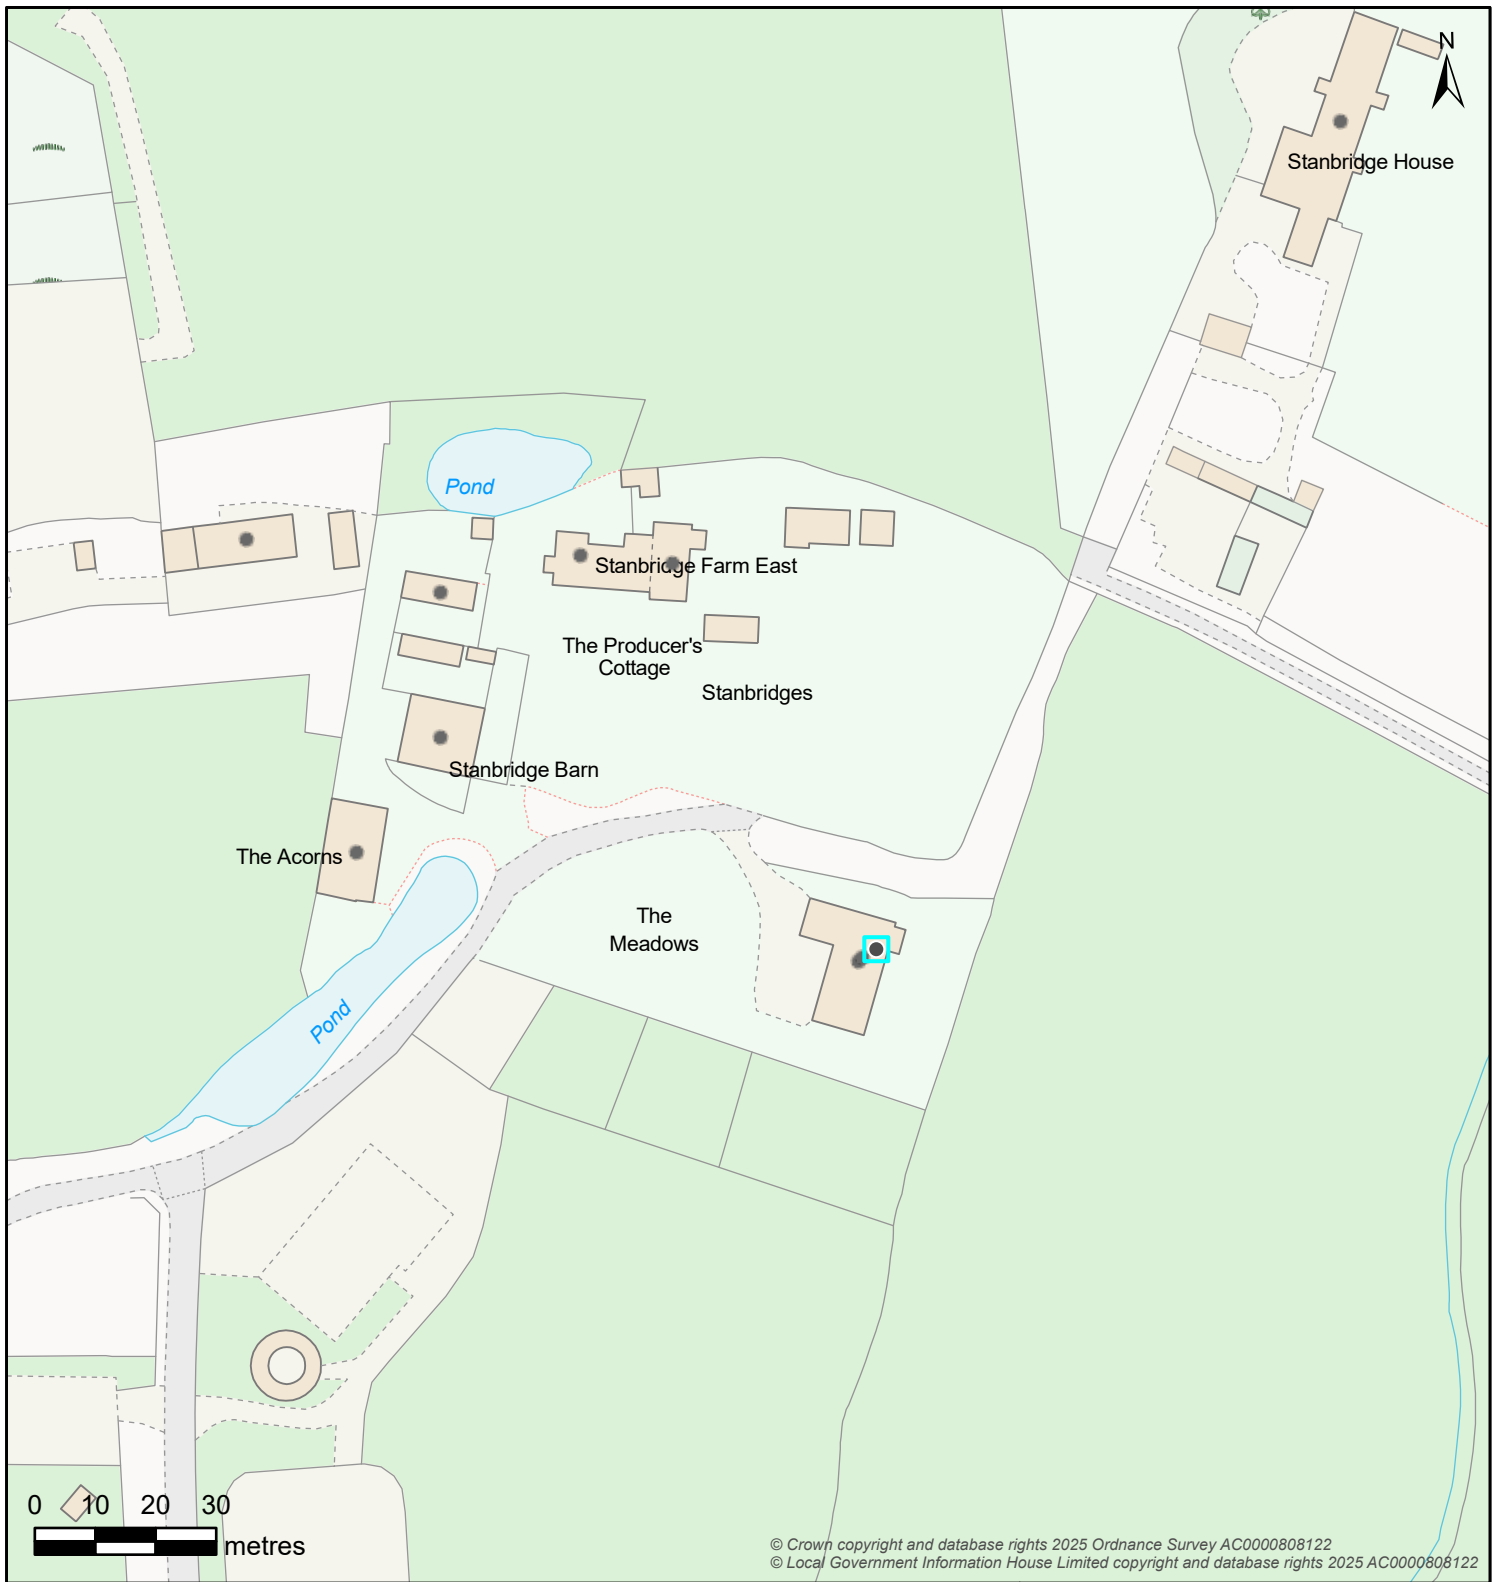 N
Stanbridge House
Pond
Stanbridge Farm East
The Producer's
Cottage
Stanbridges
Stanbridge Barn
The Acorns
The
Meadows
Pond
0 10 20 30
metres
© Crown copyright and database rights 2025 Ordnance Survey AC0000808122
© Local Government Information House Limited copyright and database rights 2025 AC0000808122